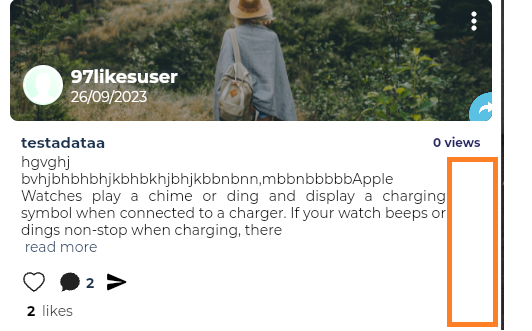 97likesuser
26/09/2023
testadataa
0 views
hgvghj
bvhjbhbhbhjkbhbkhjbhjkbbnbnn,mbbnbbbbbApple
Watches play a chime or ding and display a charging
symbol when connected to a charger. If your watch beeps or
dings non-stop when charging, there
read more
2
2 likes